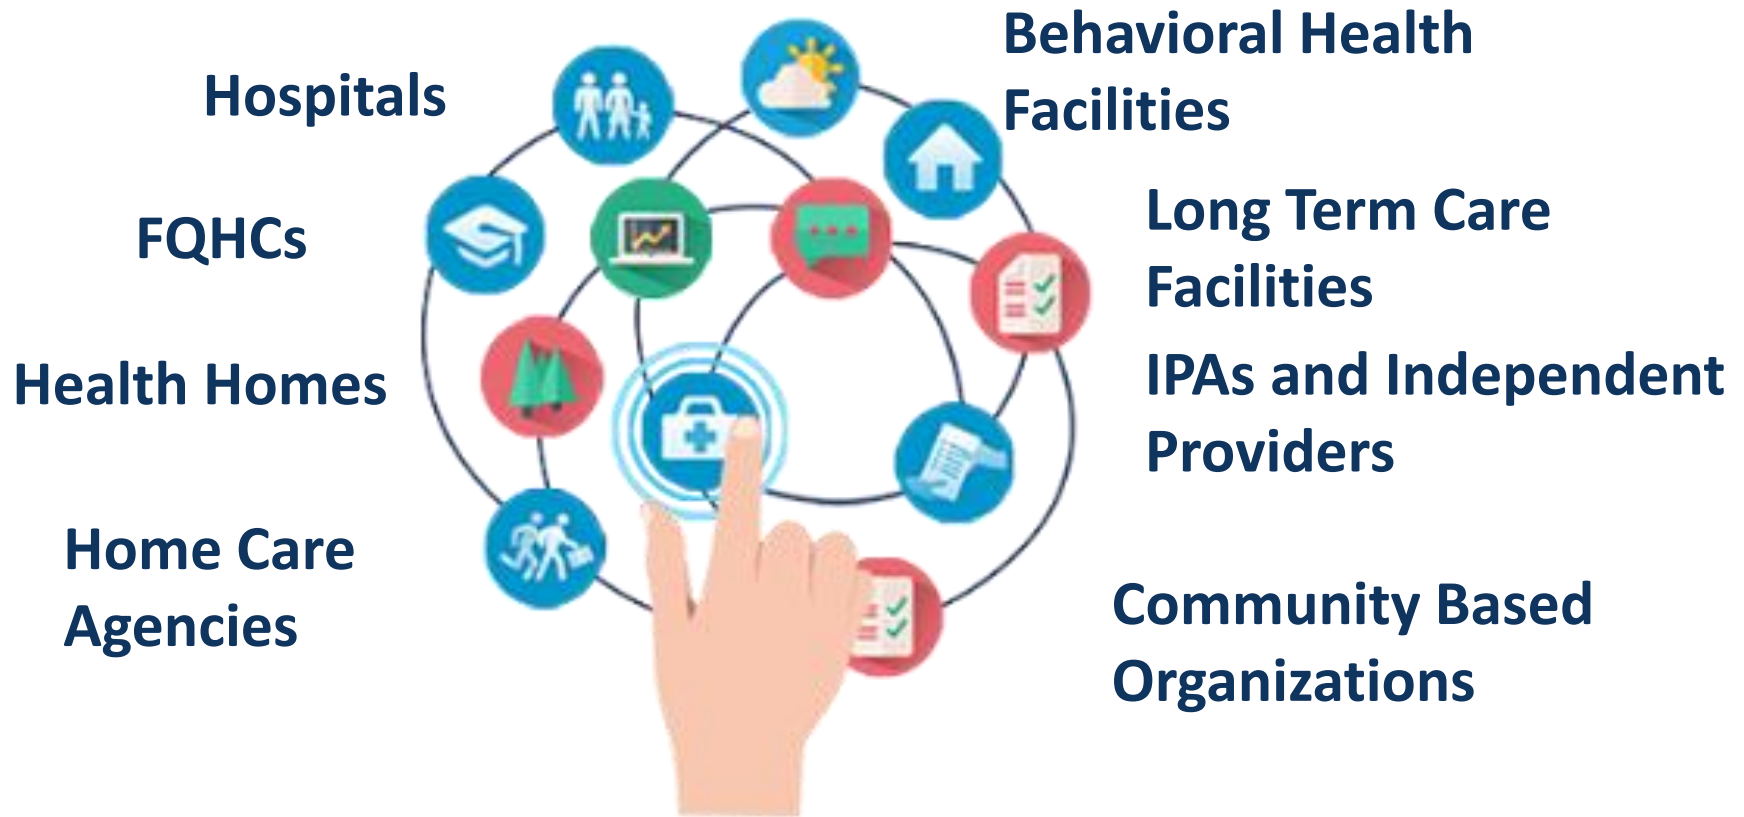 Hospitals
FQHCs
Health Homes
Home Care
Agencies
Behavioral Health
Facilities
Long Term Care
Facilities
IPAs and Independent
Providers
Community Based
Organizations